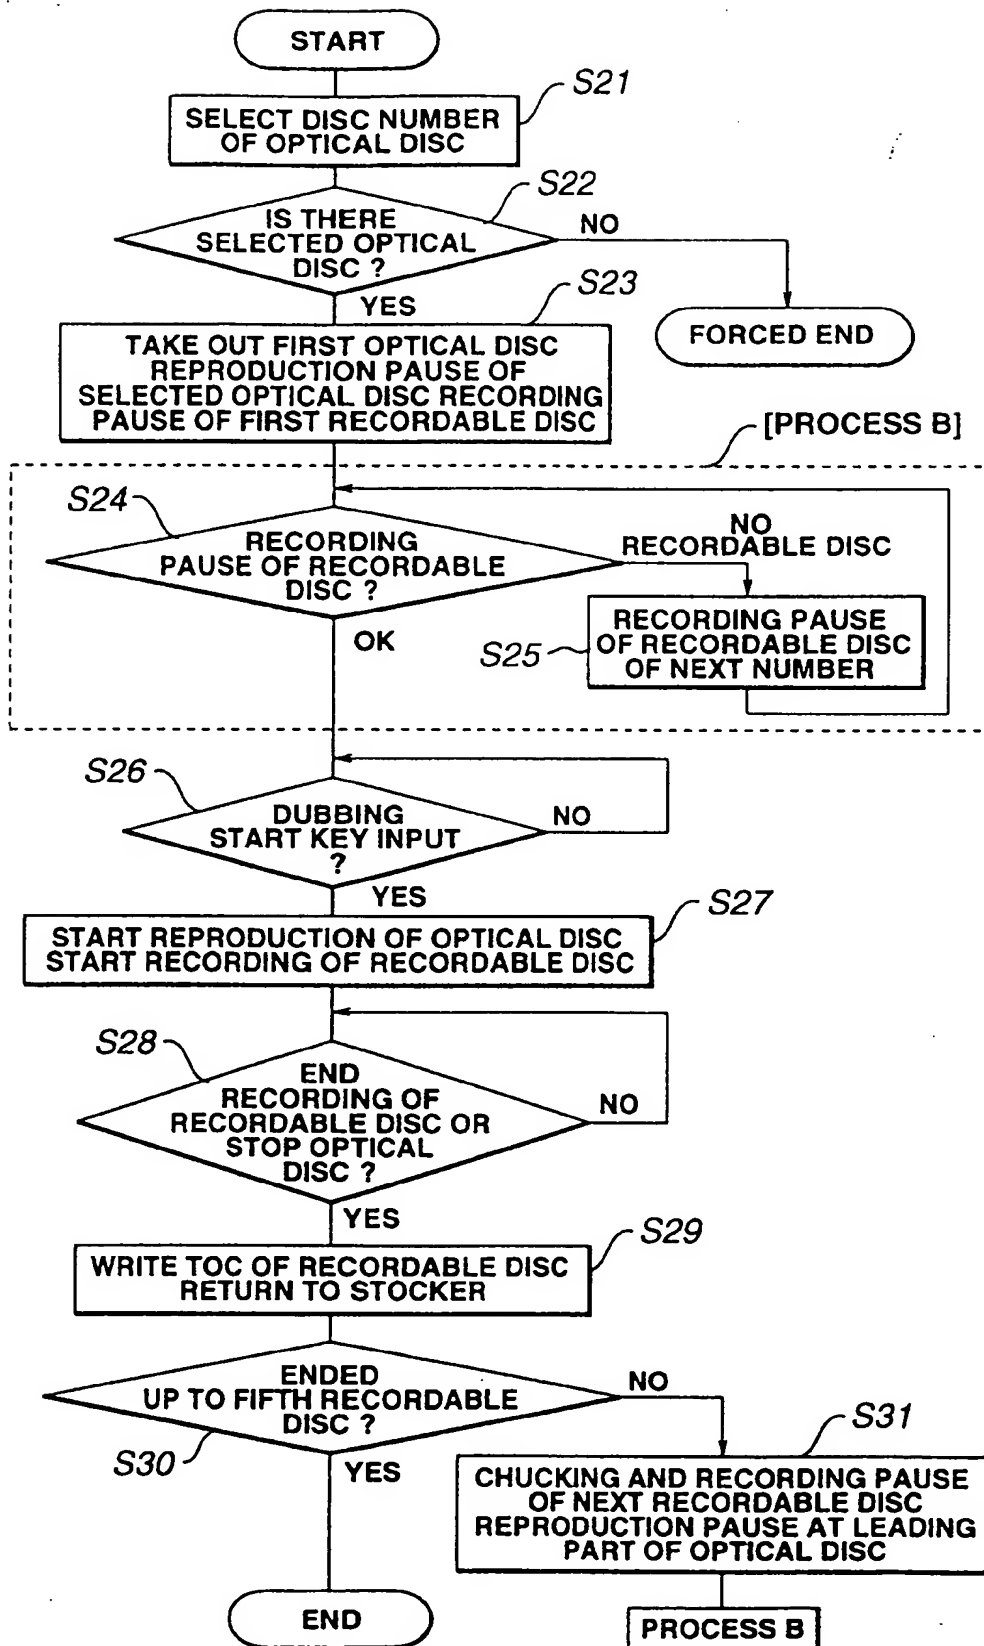 START
S21
SELECT DISC NUMBER
OF OPTICAL DISC
S22
IS THERE
SELECTED OPTICAL
DISC ?
NO
YES
S23
FORCED END
TAKE OUT FIRST OPTICAL DISC
REPRODUCTION PAUSE OF
SELECTED OPTICAL DISC RECORDING
PAUSE OF FIRST RECORDABLE DISC
[PROCESS B]
S24
RECORDING
PAUSE OF RECORDABLE
DISC ?
NO
RECORDABLE DISC
OK
S25
RECORDING PAUSE
OF RECORDABLE DISC
OF NEXT NUMBER
S26
DUBBING
START KEY INPUT
?
NO
YES
S27
START REPRODUCTION OF OPTICAL DISC
START RECORDING OF RECORDABLE DISC
S28
END
RECORDING OF
RECORDABLE DISC OR
STOP OPTICAL
DISC ?
NO
YES
S29
WRITE TOC OF RECORDABLE DISC
RETURN TO STOCKER
ENDED
UP TO FIFTH RECORDABLE
DISC ?
NO
S30
YES
S31
CHUCKING AND RECORDING PAUSE
OF NEXT RECORDABLE DISC
REPRODUCTION PAUSE AT LEADING
PART OF OPTICAL DISC
END
PROCESS B